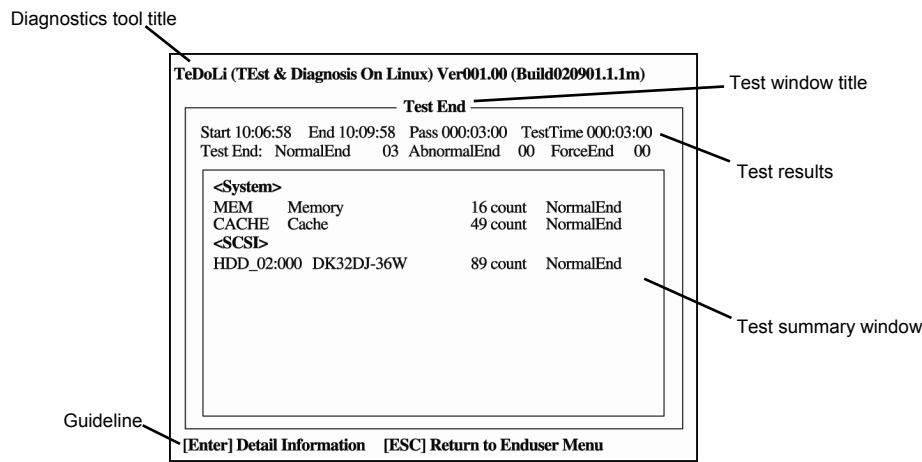 Diagnostics tool title
TeDoLi (TEst & Diagnosis On Linux) Ver001.00 (Build020901.1.1m)
Test window title
Test End
Start 10:06:58 End 10:09:58 Pass 000:03:00 TestTime 000:03:00
Test End: NormalEnd 03 AbnormalEnd 00 ForceEnd 00
Test results
<System>
MEM Memory 16 count NormalEnd
CACHE Cache 49 count NormalEnd
<SCSI>
HDD_02:000 DK32DJ-36W 89 count NormalEnd
Test summary window
Guideline
[Enter] Detail Information [ESC] Return to Enduser Menu